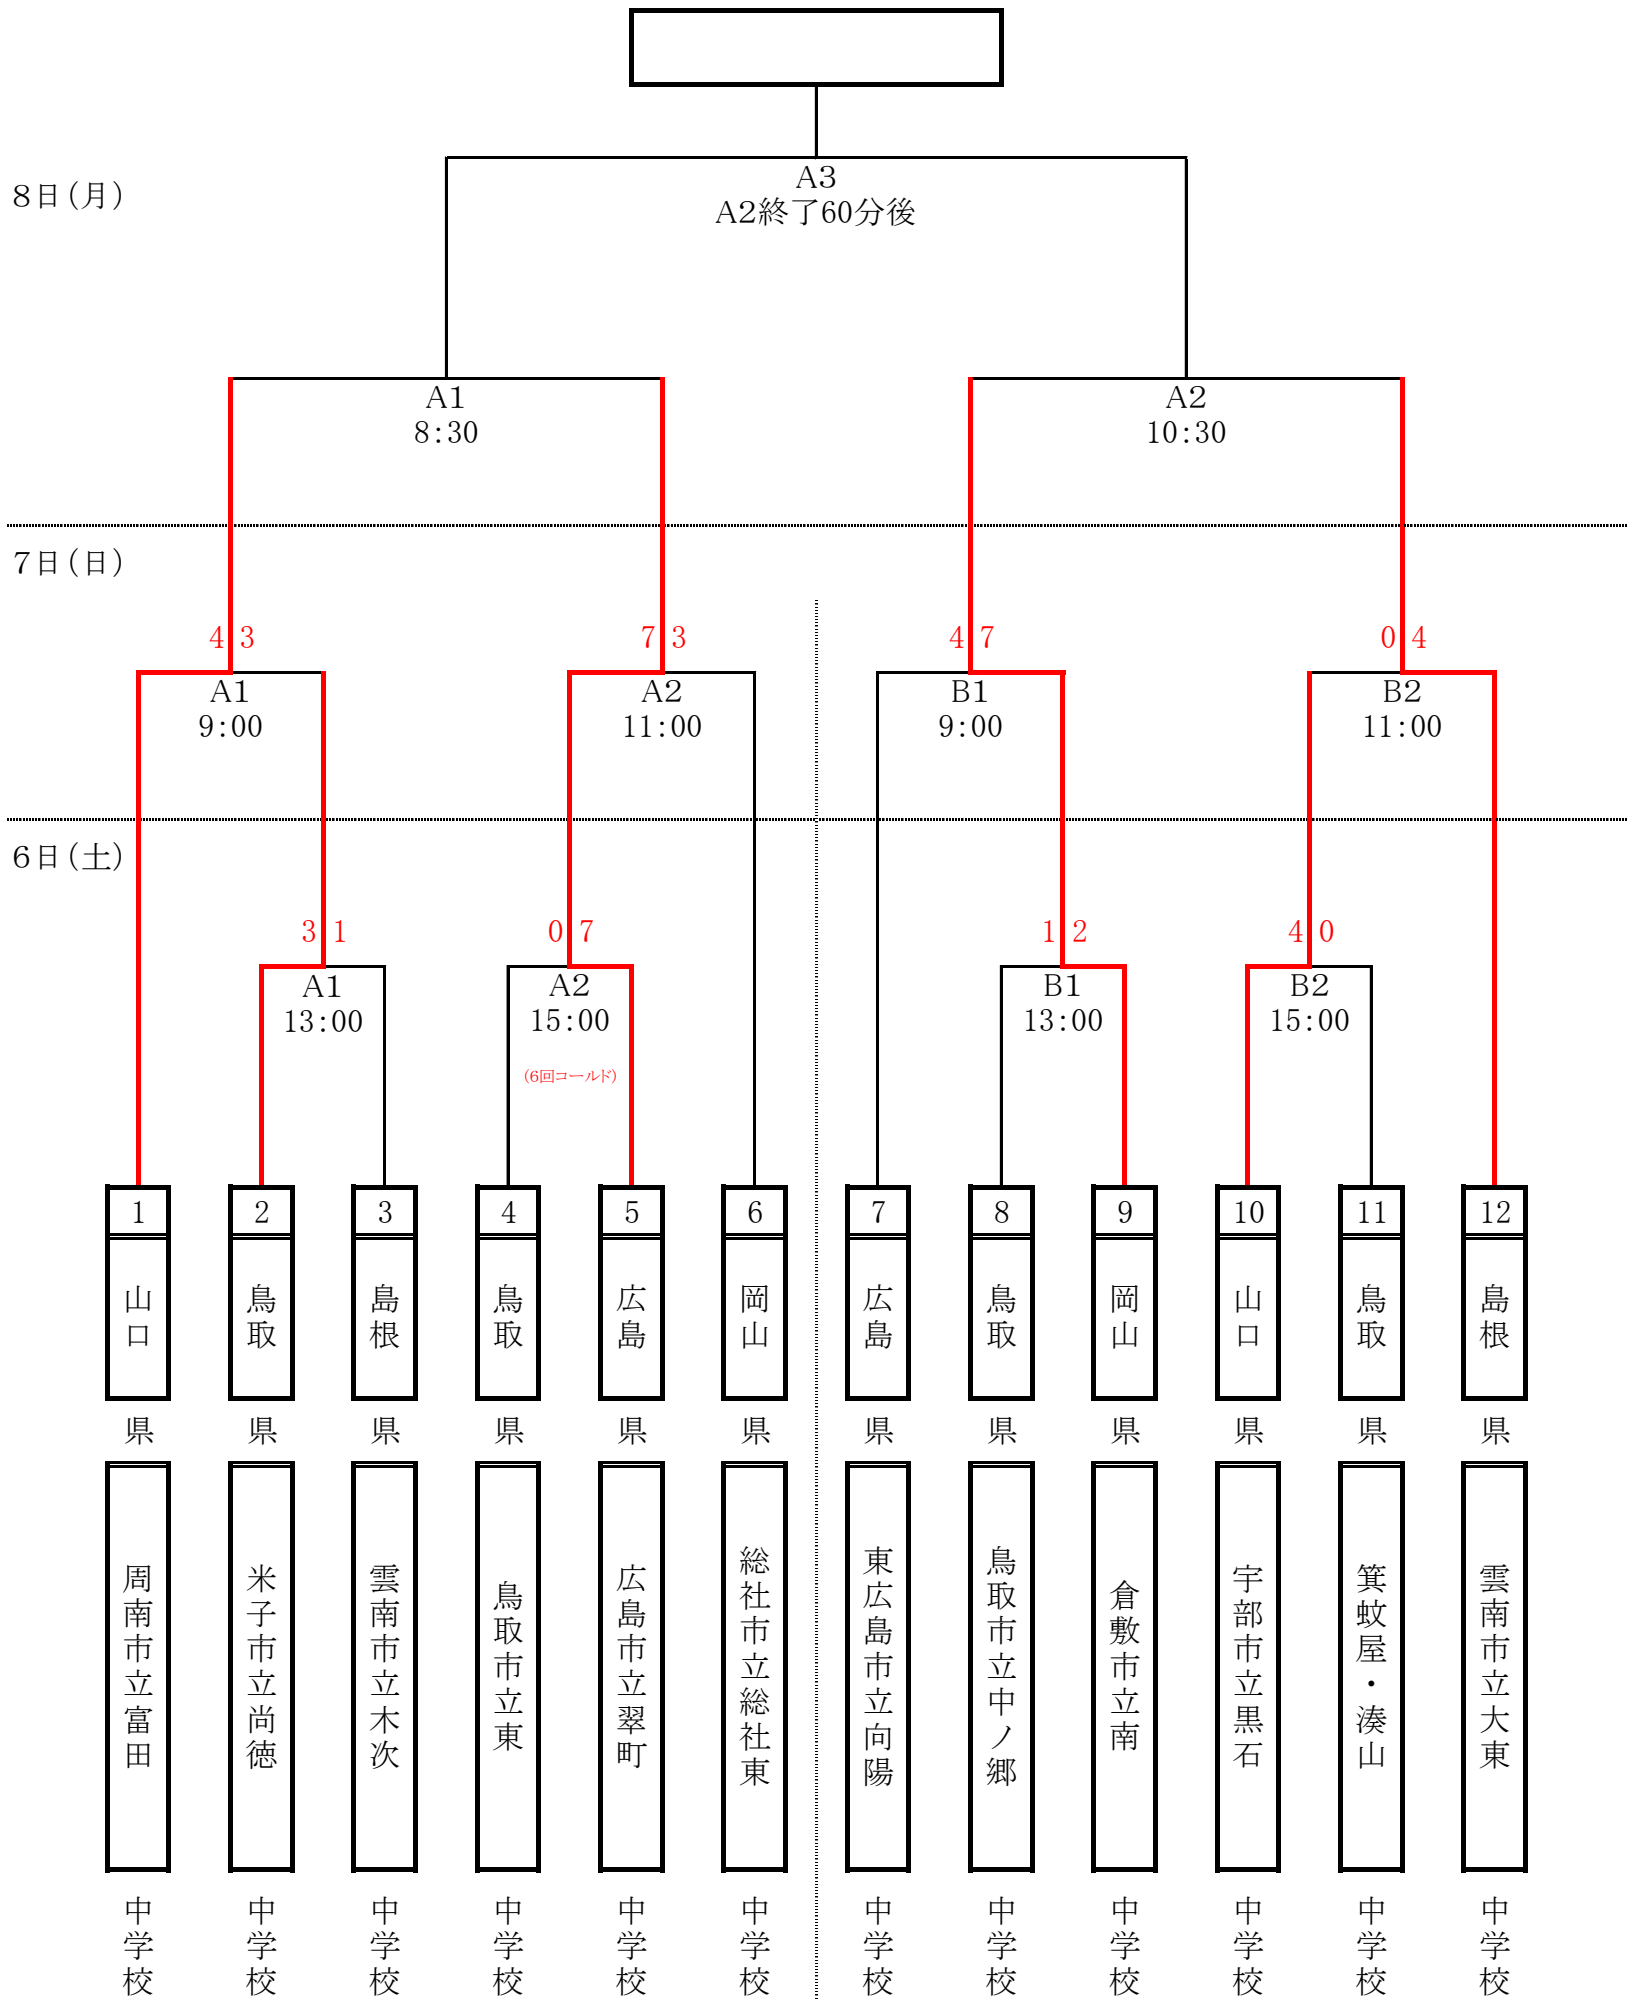 A3
8日(月)
A2終了60分後
A1
8:30
A2
10:30
7日(日)
4 3
7 3
4 7
0 4
A1
9:00
A2
11:00
B1
9:00
B2
11:00
6日(土)
3 1
0 7
1 2
4 0
A1
13:00
A2
15:00
B1
13:00
B2
15:00
(6回コールド)
1
2
3
4
5
6
7
8
9
10
11
12
山口
鳥取
島根
鳥取
広島
岡山
広島
鳥取
岡山
山口
鳥取
島根
県
県
県
県
県
県
県
県
県
県
県
県
周南市立富田
米子市立尚徳
雲南市立木次
鳥取市立東
広島市立翠町
総社市立総社東
東広島市立向陽
鳥取市立中ノ郷
倉敷市立南
宇部市立黒石
箕蚊屋・湊山
雲南市立大東
中学校
中学校
中学校
中学校
中学校
中学校
中学校
中学校
中学校
中学校
中学校
中学校